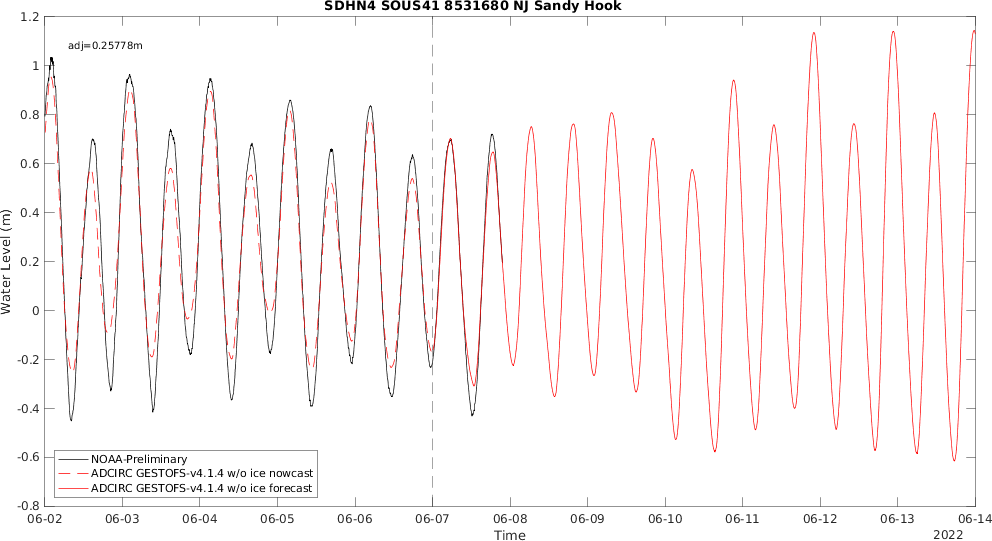 SDHN4 SOUS41 8531680 NJ Sandy Hook
1.2
adj=0.25778m
1
0.8
0.6
0.4
0.2
0
-0.2
-0.4
-0.6
-0.8
Water Level (m)
NOAA-Preliminary
ADCIRC GESTOFS-v4.1.4 w/o ice nowcast
ADCIRC GESTOFS-v4.1.4 w/o ice forecast
06-02 06-03 06-04 06-05 06-06 06-07 06-08 06-09 06-10 06-11 06-12 06-13 06-14
Time
2022